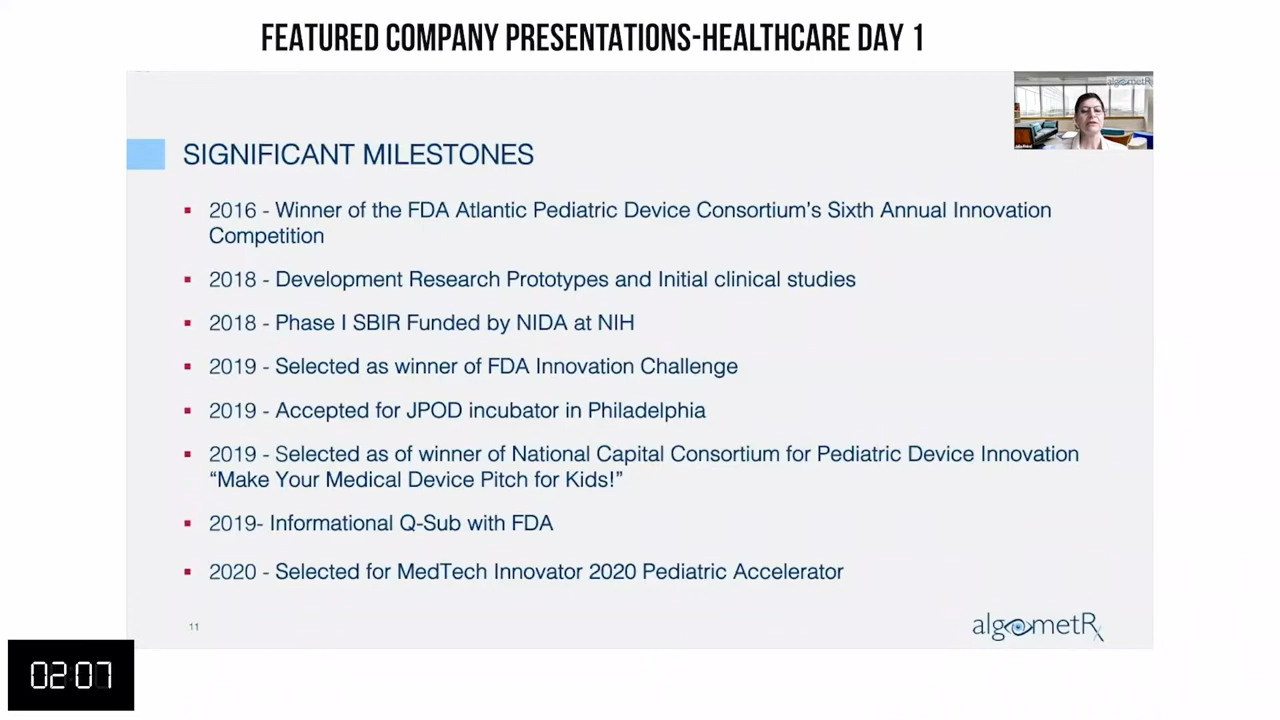 FEATURED COMPANY PRESENTATIONS-HEALTHCARE DAY 1
algometRx
SIGNIFICANT MILESTONES
2016 - Winner of the FDA Atlantic Pediatric Device Consortium’s Sixth Annual Innovation
Competition
2018 - Development Research Prototypes and Initial clinical studies
2018 - Phase I SBIR Funded by NIDA at NIH
2019 - Selected as winner of FDA Innovation Challenge
2019 - Accepted for JPOD incubator in Philadelphia
2019 - Selected as of winner of National Capital Consortium for Pediatric Device Innovation
“Make Your Medical Device Pitch for Kids!”
2019- Informational Q-Sub with FDA
2020 - Selected for MedTech Innovator 2020 Pediatric Accelerator
11
algometRx
02:07